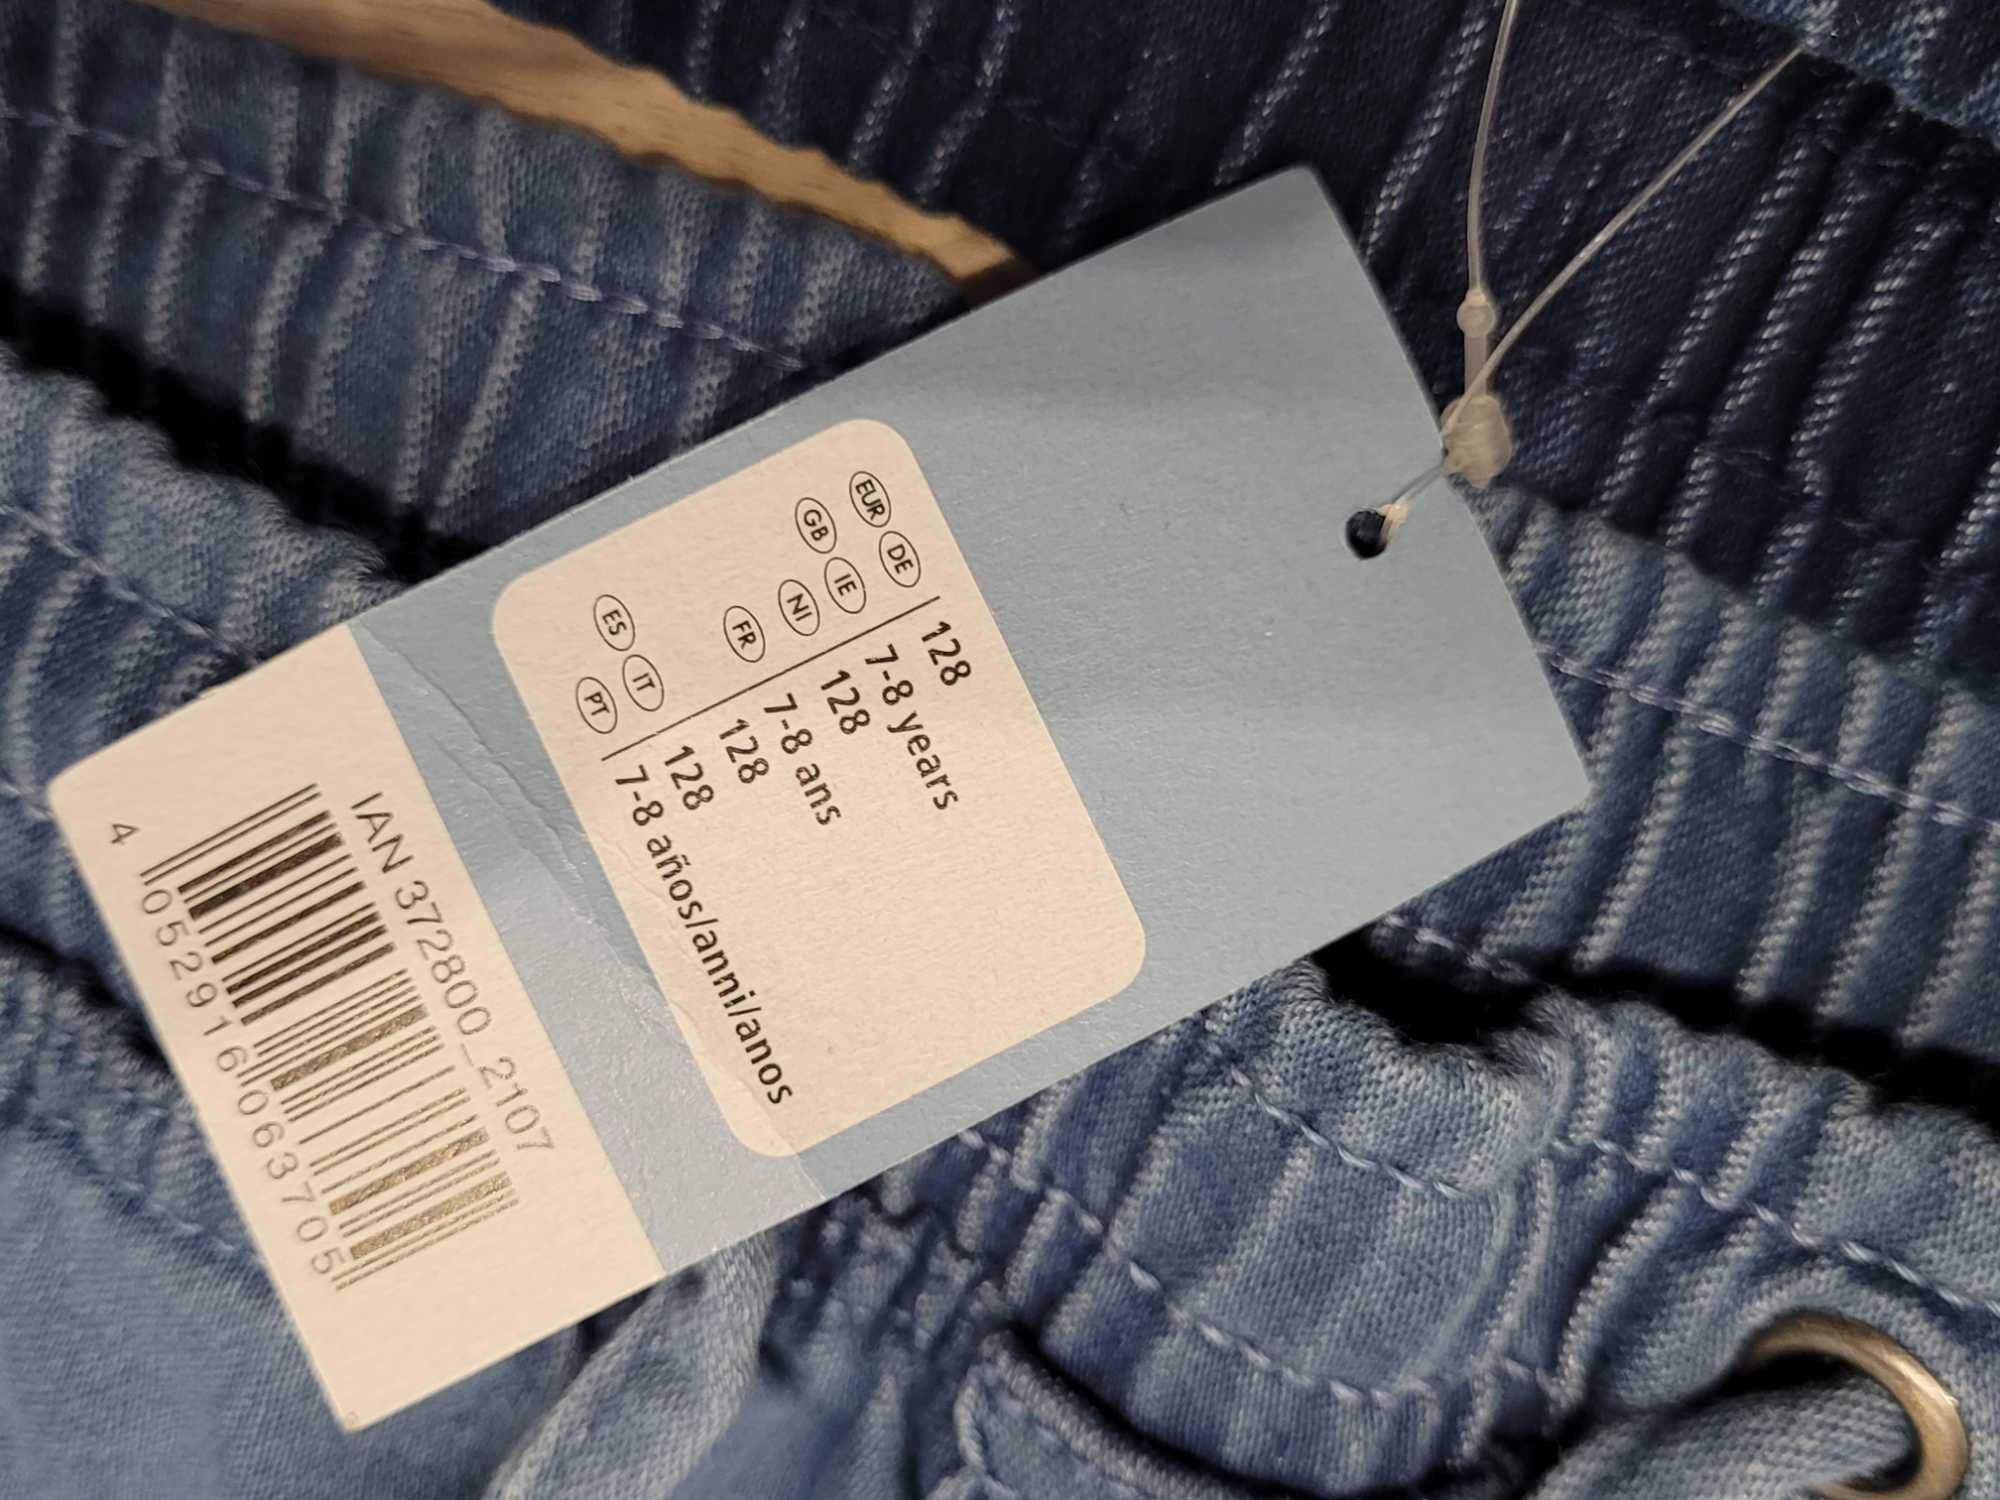 EUR DE 128
GB IE 7-8 years
NI 128
FR 7-8 ans
128
ES IT 128
PT 7-8 años/anni/anos
IAN 372800_2107
4 052916 063705